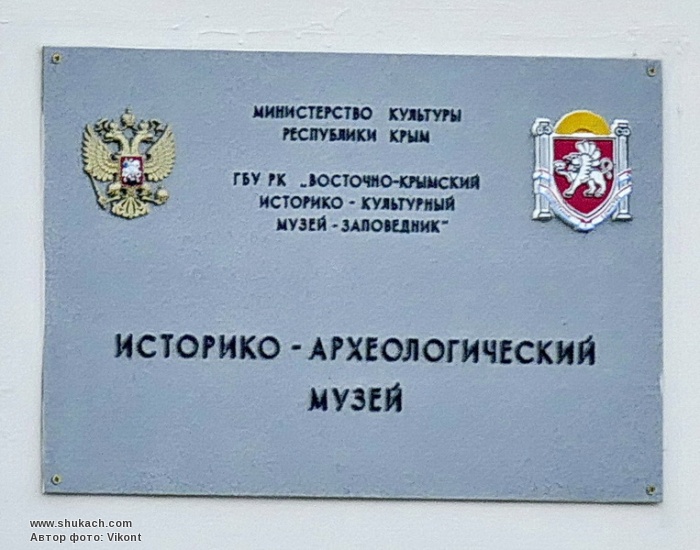 МИНИСТЕРСТВО КУЛЬТУРЫ
РЕСПУБЛИКИ КРЫМ
ГБУ РК „ВОСТОЧНО-КРЫМСКИЙ
ИСТОРИКО - КУЛЬТУРНЫЙ
МУЗЕЙ - ЗАПОВЕДНИК"
ИСТОРИКО - АРХЕОЛОГИЧЕСКИЙ
МУЗЕЙ
www.shukach.com
Автор фото: Vikont